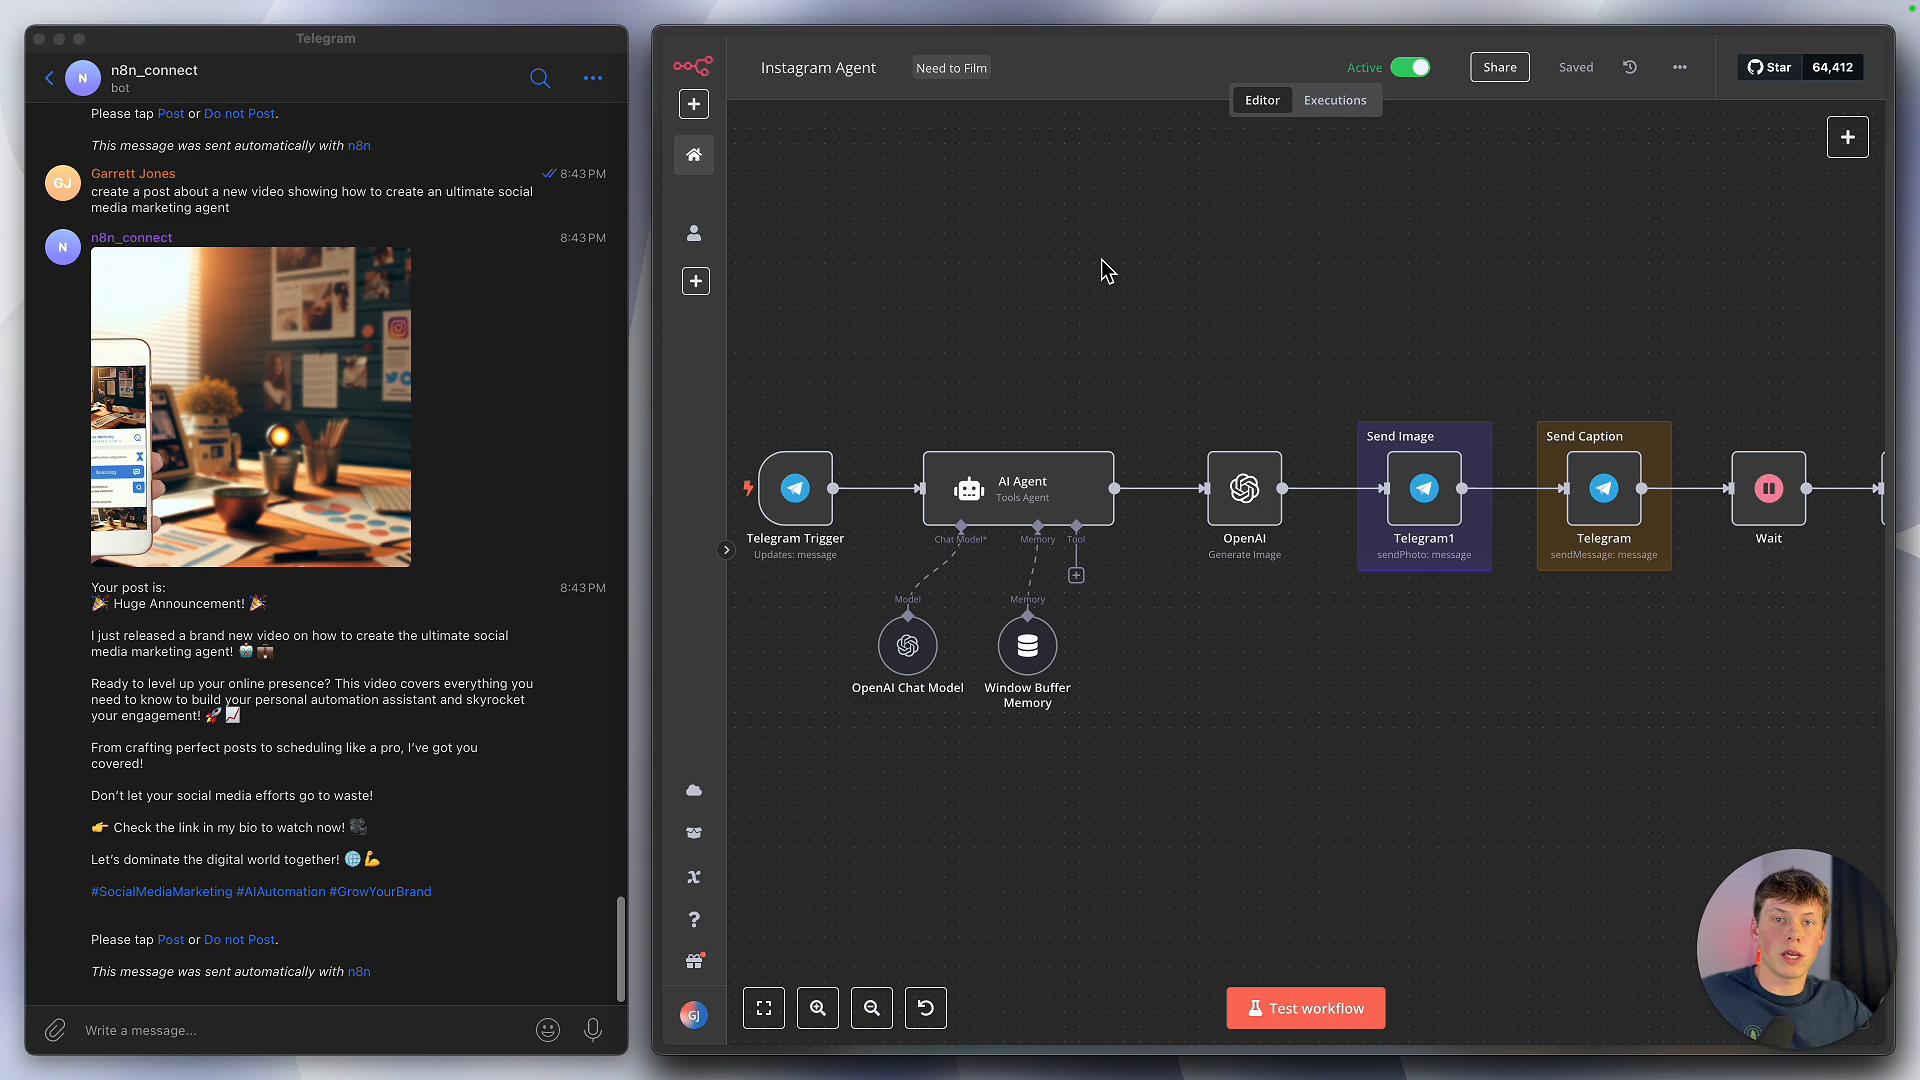 Telegram
N
n8n_connect
bot
Please tap Post or Do not Post.
This message was sent automatically with n8n
GJ
Garrett Jones
8:43 PM
create a post about a new video showing how to create an ultimate social
media marketing agent
N
n8n_connect
8:43 PM
Your post is:
8:43 PM
🎉 Huge Announcement! 🎉
I just released a brand new video on how to create the ultimate social
media marketing agent! 🤖💼
Ready to level up your online presence? This video covers everything you
need to know to build your personal automation assistant and skyrocket
your engagement! 🚀📈
From crafting perfect posts to scheduling like a pro, I've got you
covered!
Don't let your social media efforts go to waste!
👉 Check the link in my bio to watch now! 🎥
Let's dominate the digital world together! 🌐💪
#SocialMediaMarketing #AIAutomation #GrowYourBrand
Please tap Post or Do not Post.
This message was sent automatically with n8n
Write a message...
Instagram Agent
Need to Film
Active
Share
Saved
Star
64,412
Editor
Executions
Telegram Trigger
Updates: message
AI Agent
Tools Agent
Chat Model*
Memory
Tool
Model
Memory
OpenAI Chat Model
Window Buffer
Memory
OpenAI
Generate Image
Send Image
Telegram1
sendPhoto: message
Send Caption
Telegram
sendMessage: message
Wait
GJ
Test workflow